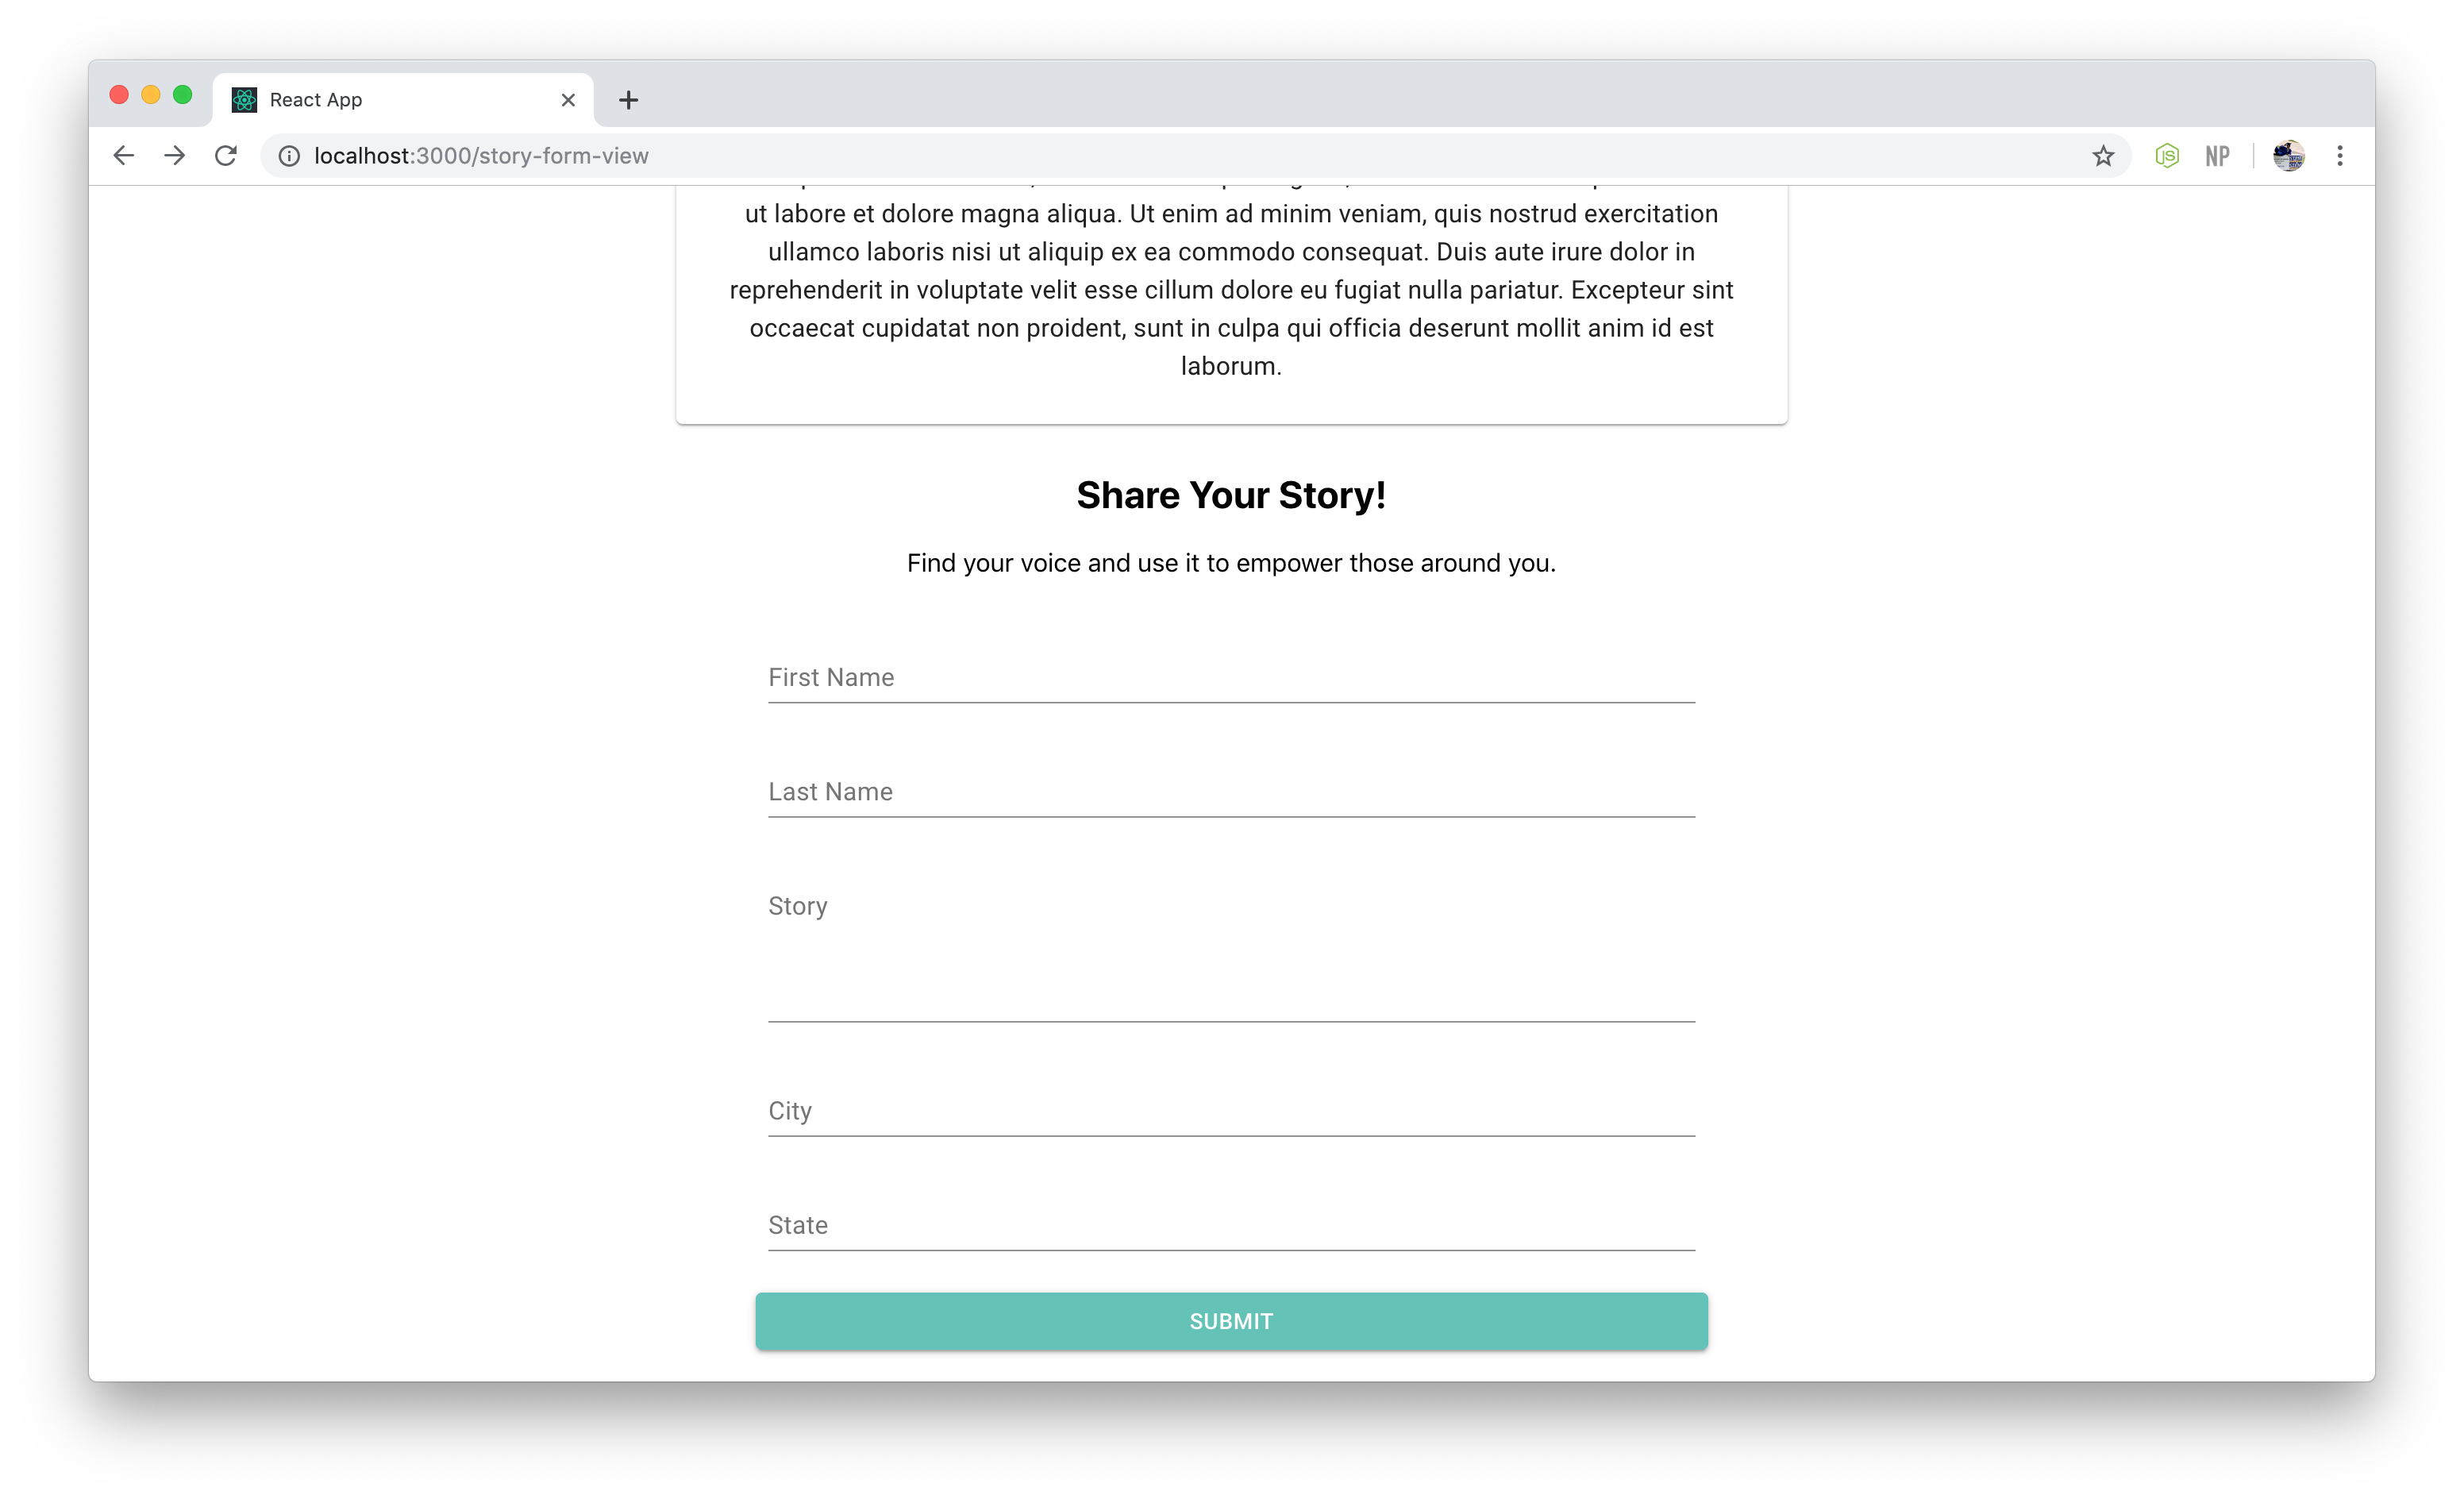 React App
localhost:3000/story-form-view
NP
ut labore et dolore magna aliqua. Ut enim ad minim veniam, quis nostrud exercitation
ullamco laboris nisi ut aliquip ex ea commodo consequat. Duis aute irure dolor in
reprehenderit in voluptate velit esse cillum dolore eu fugiat nulla pariatur. Excepteur sint
occaecat cupidatat non proident, sunt in culpa qui officia deserunt mollit anim id est
laborum.
Share Your Story!
Find your voice and use it to empower those around you.
First Name
Last Name
Story
City
State
SUBMIT